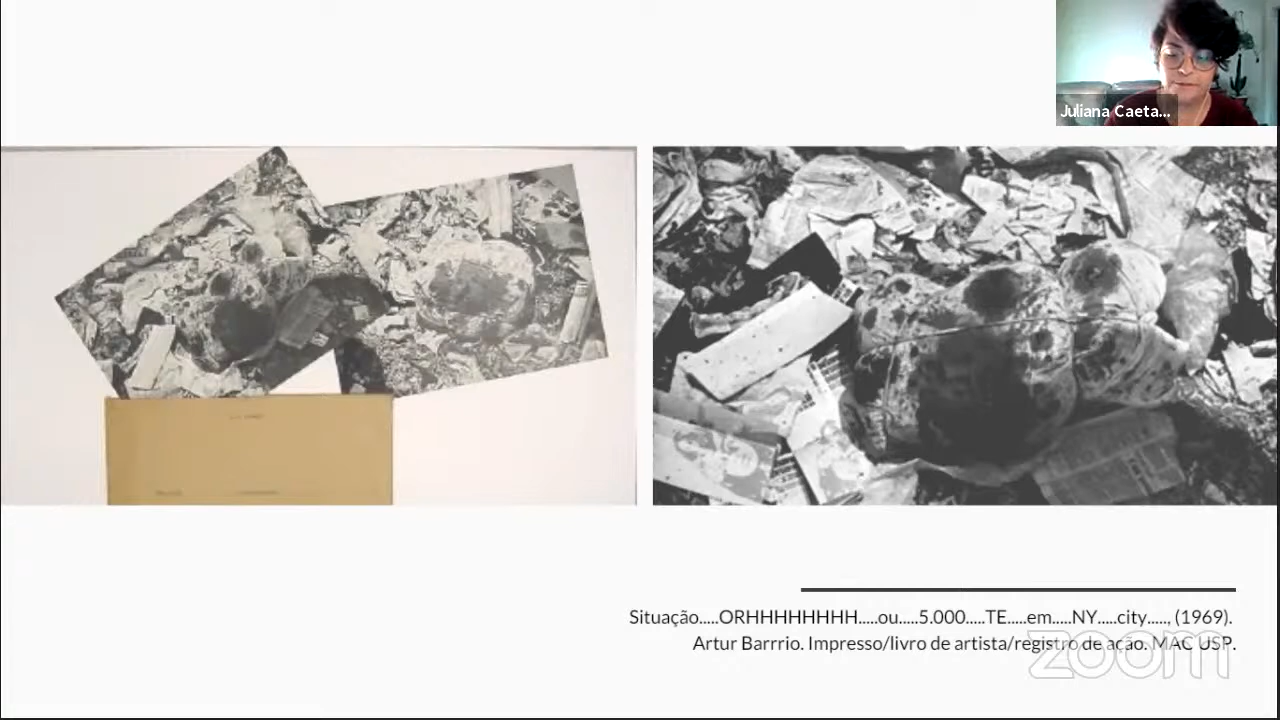 Juliana Caeta...
Situação.....ORHHHHHHHH.....ou.....5.000.....TE.....em.....NY.....city....., (1969).
Artur Barrrio. Impresso/livro de artista/registro de ação. MAC USP.
zoom